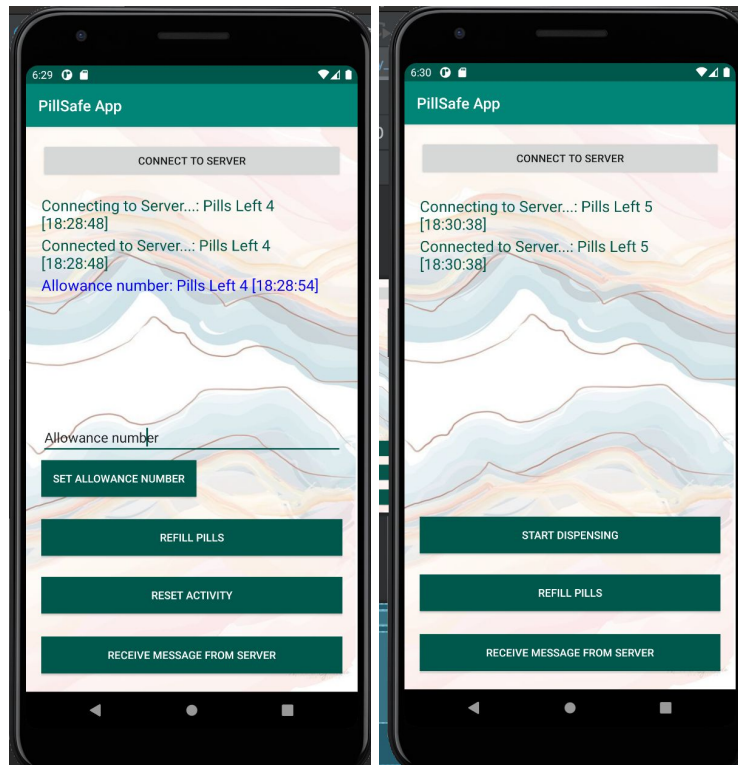 6:29
PillSafe App
CONNECT TO SERVER
Connecting to Server...: Pills Left 4
[18:28:48]
Connected to Server...: Pills Left 4
[18:28:48]
Allowance number: Pills Left 4 [18:28:54]
Allowance number
SET ALLOWANCE NUMBER
REFILL PILLS
RESET ACTIVITY
RECEIVE MESSAGE FROM SERVER
6:30
PillSafe App
CONNECT TO SERVER
Connecting to Server...: Pills Left 5
[18:30:38]
Connected to Server...: Pills Left 5
[18:30:38]
START DISPENSING
REFILL PILLS
RECEIVE MESSAGE FROM SERVER